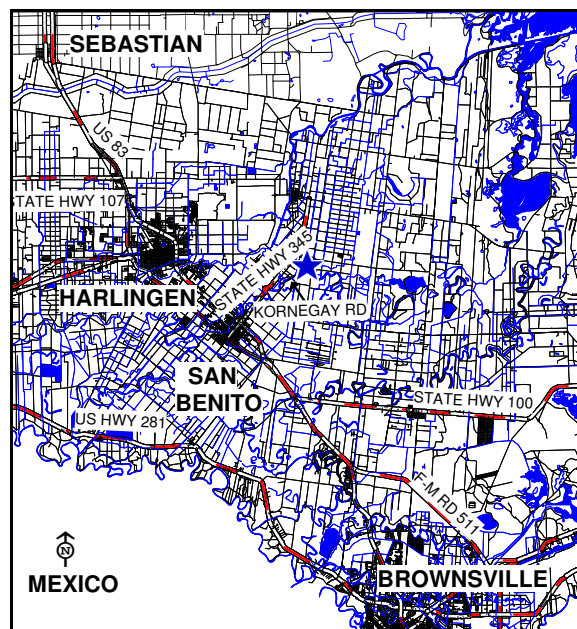 SEBASTIAN
US 83
STATE HWY 107
STATE HWY 345
HARLINGEN
KORNEGAY RD
SAN
BENITO
STATE HWY 100
US HWY 281
F-M RD 511
N
MEXICO
BROWNSVILLE